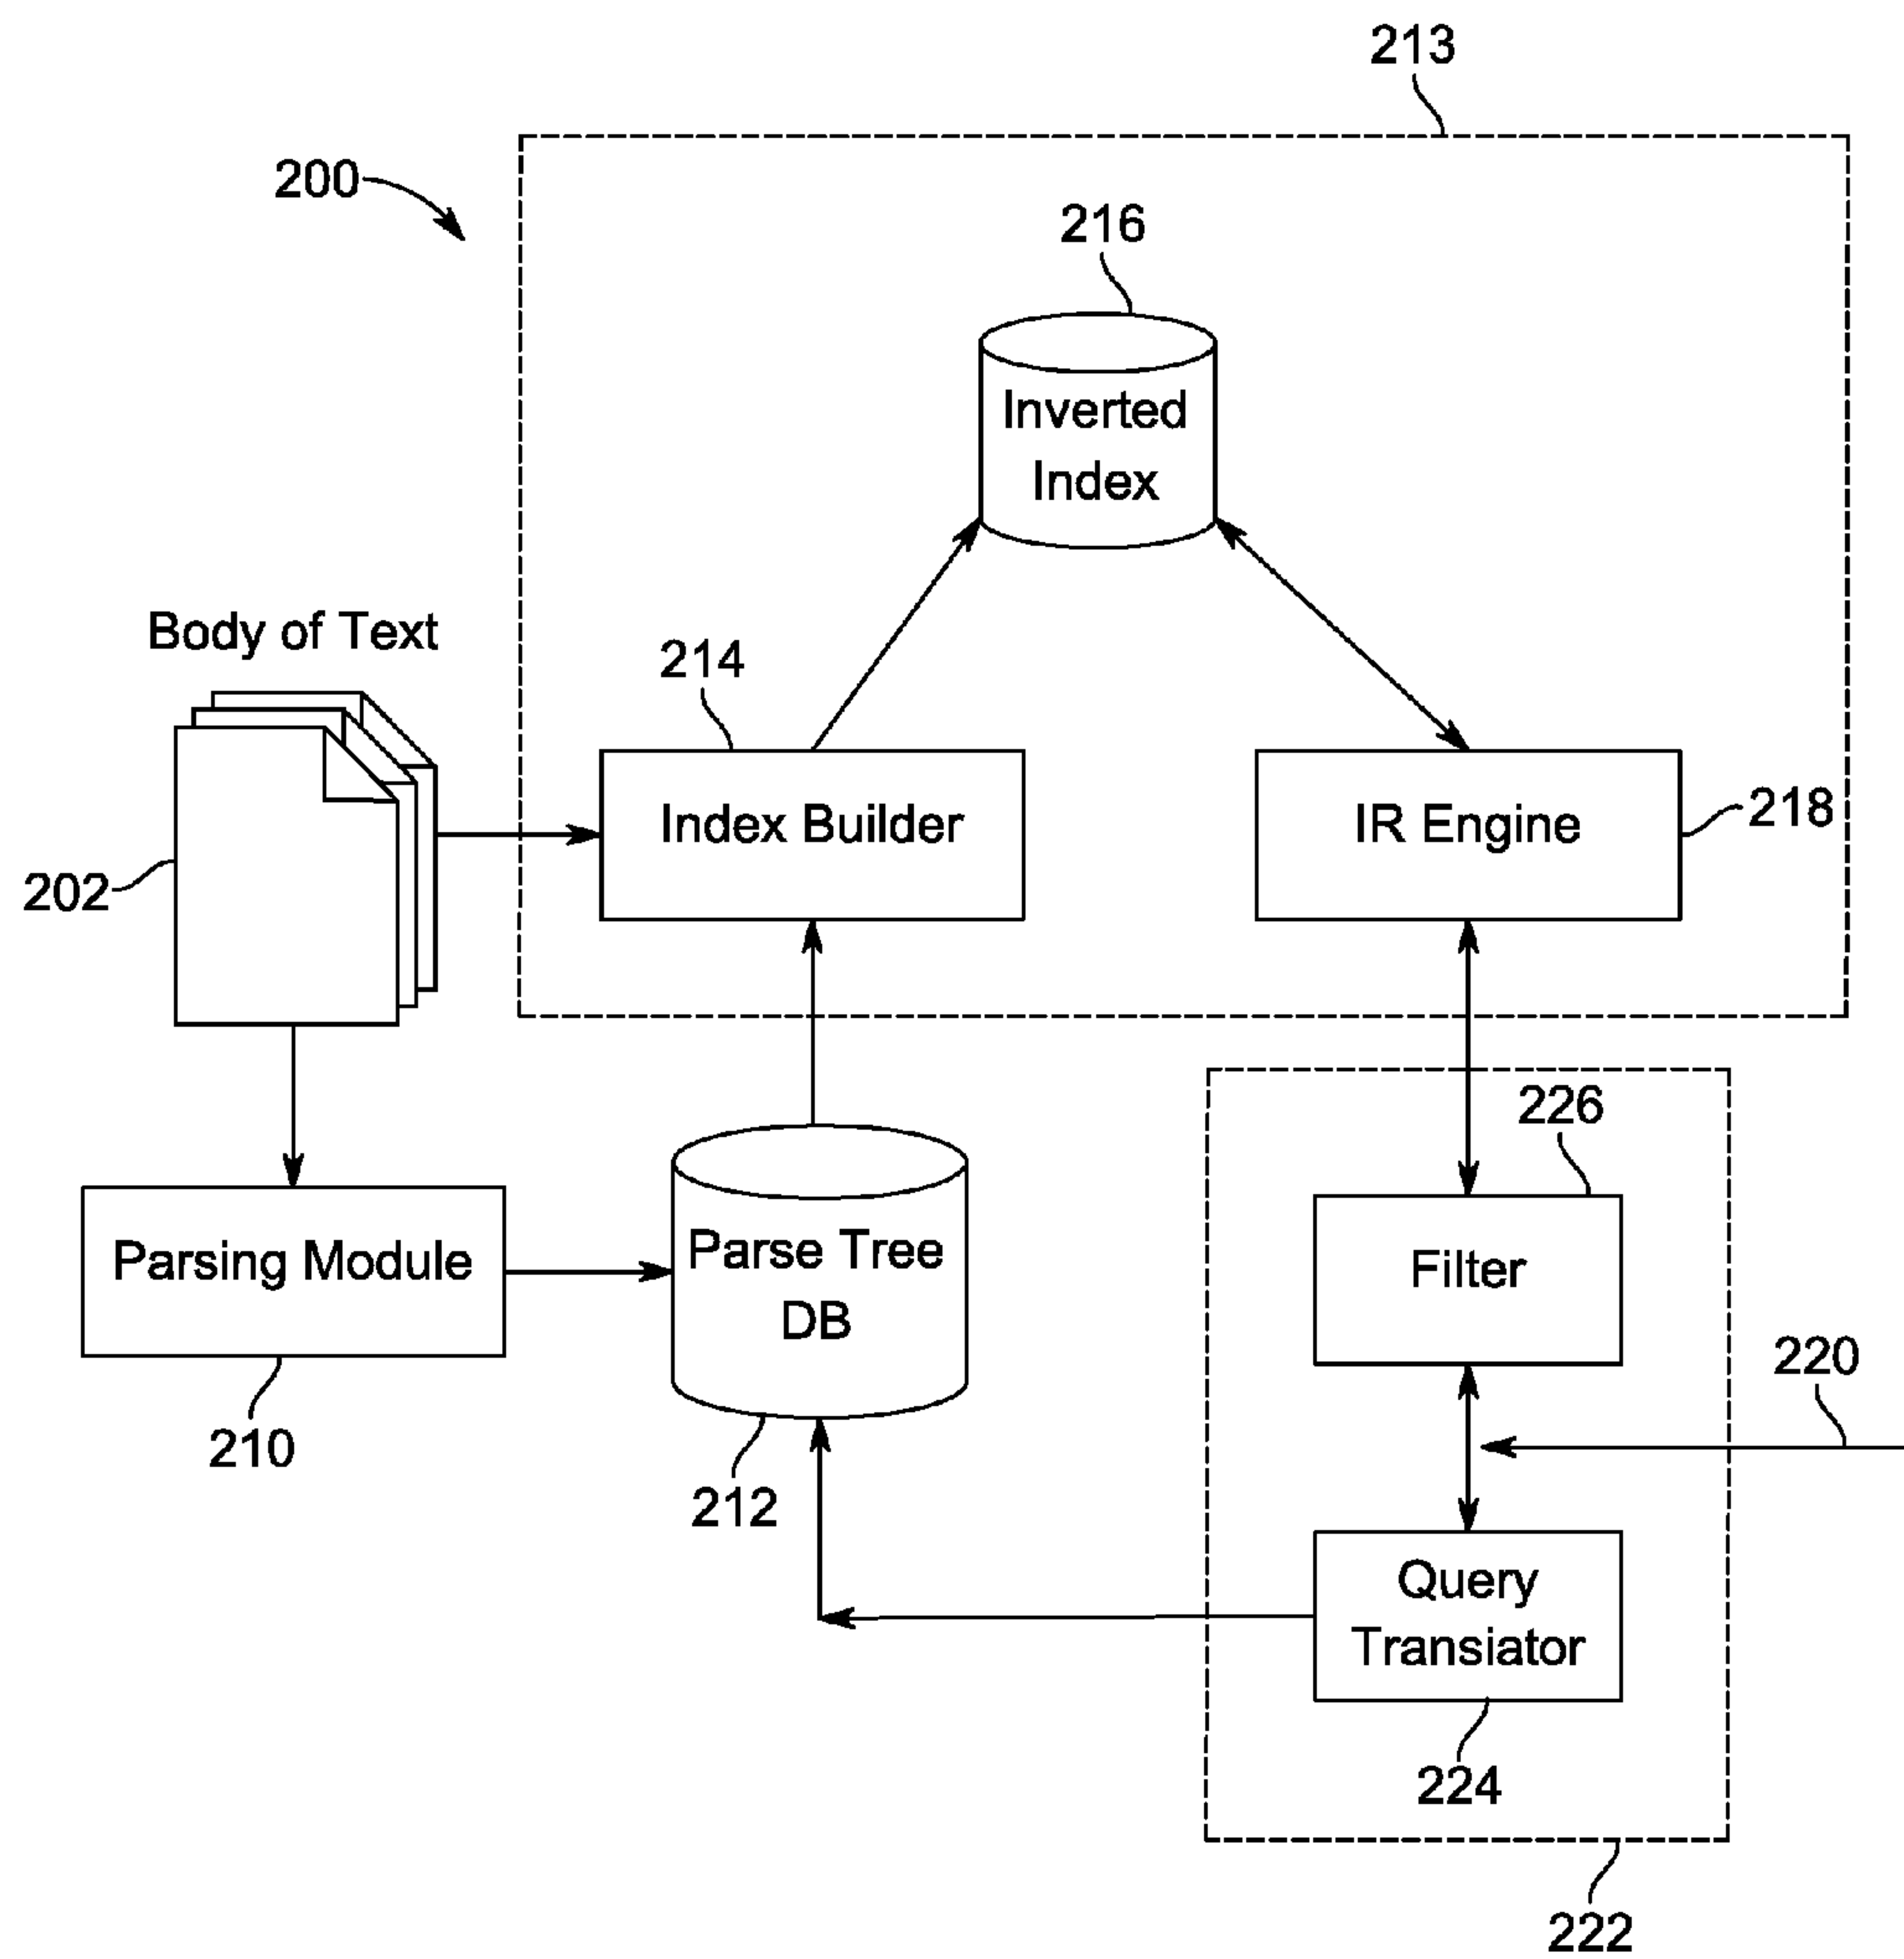 213
200
216
Inverted
Index
Body of Text
214
Index Builder
IR Engine
218
202
226
Parsing Module
Parse Tree
DB
Filter
220
210
212
Query
Transiator
224
222